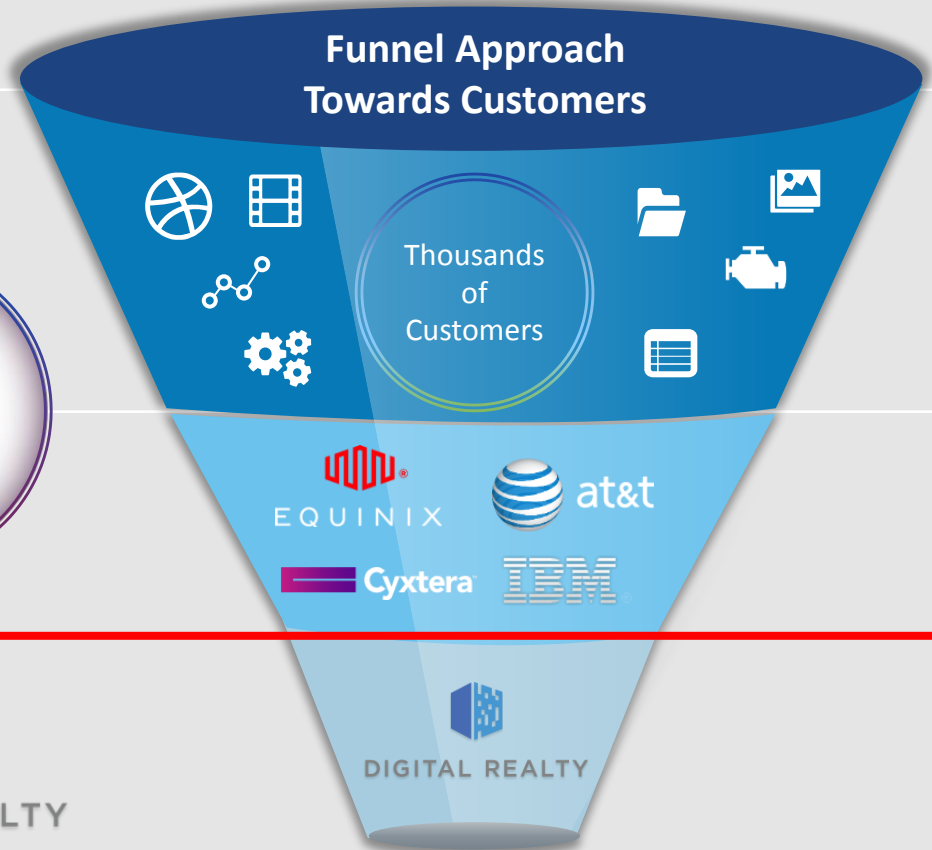 Funnel Approach
Towards Customers
Thousands
of
Customers
EQUINIX
at&t
Cyxtera
IBM
DIGITAL REALTY
LTY